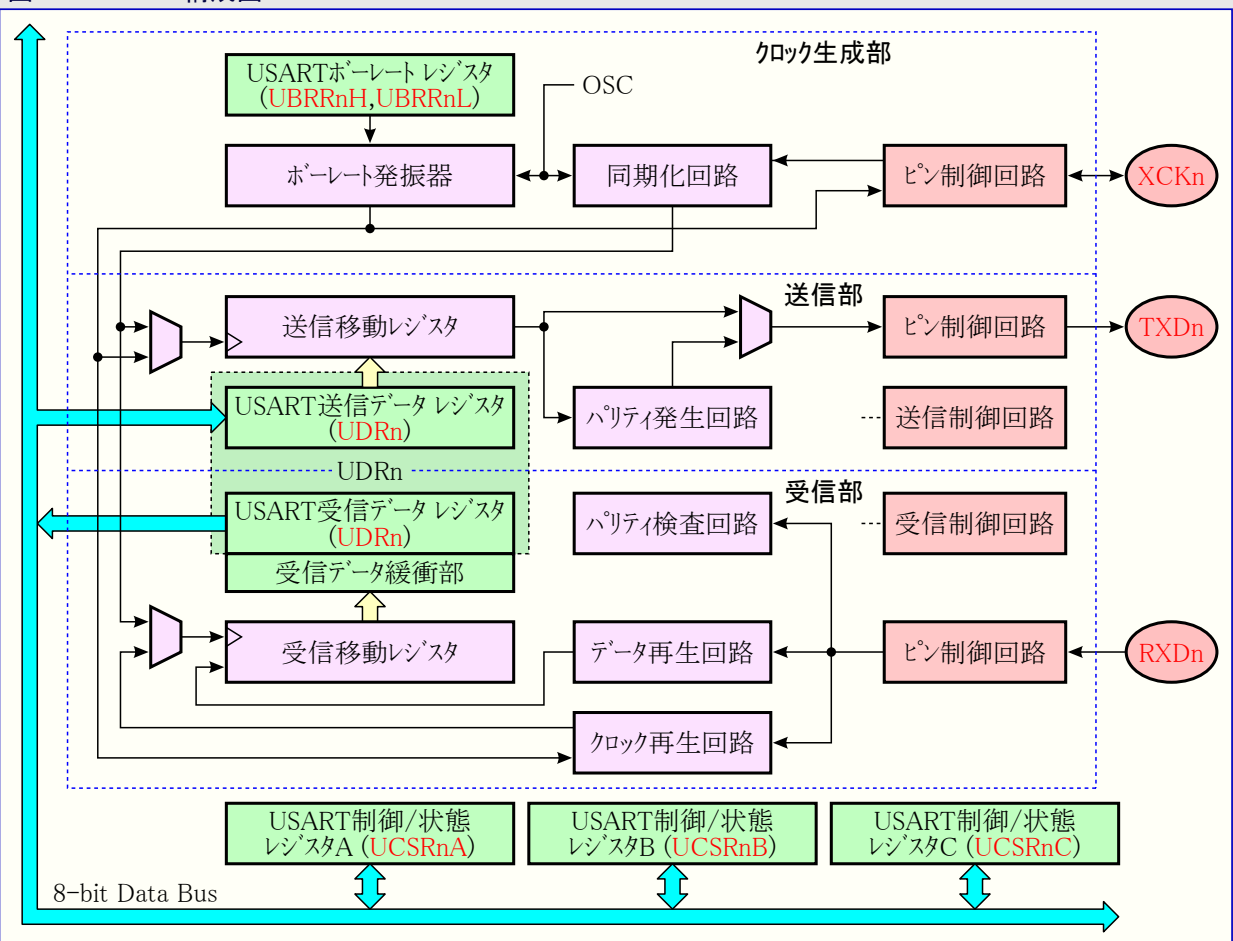 クロック生成部
USARTボーレート レジスタ
(UBRRnH,UBRRnL)
OSC
ボーレート発振器
同期化回路
ピン制御回路
XCKn
送信部
送信移動レジスタ
ピン制御回路
TXDn
USART送信データ レジスタ
(UDRn)
パリティ発生回路
送信制御回路
UDRn
受信部
USART受信データ レジスタ
(UDRn)
パリティ検査回路
受信制御回路
受信データ緩衝部
受信移動レジスタ
データ再生回路
ピン制御回路
RXDn
クロック再生回路
USART制御/状態
レジスタA (UCSRnA)
USART制御/状態
レジスタB (UCSRnB)
USART制御/状態
レジスタC (UCSRnC)
8-bit Data Bus